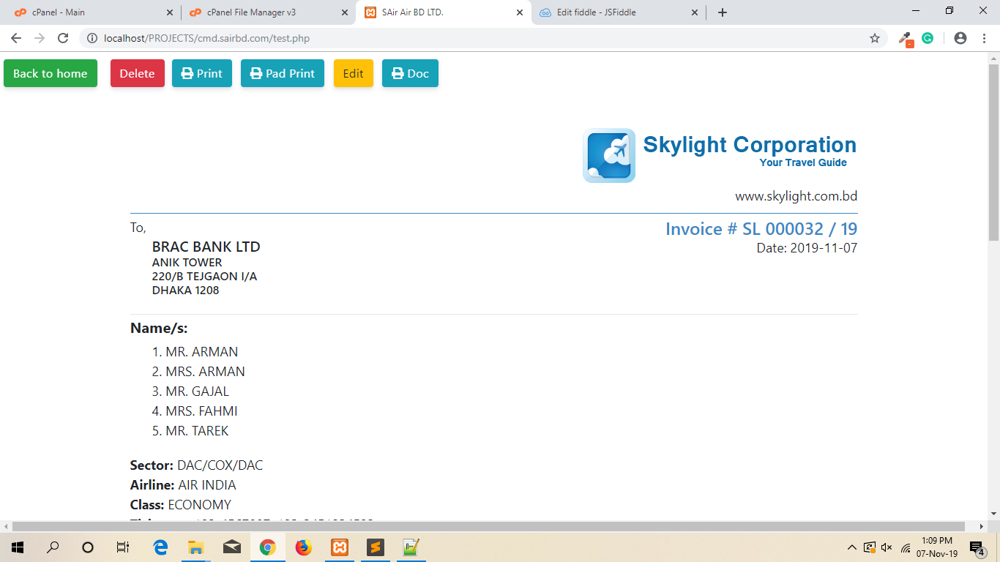 cPanel - Main
cPanel File Manager v3
SAir Air BD LTD.
Edit fiddle - JSFiddle
localhost/PROJECTS/cmd.sairbd.com/test.php
Back to home
Delete
Print
Pad Print
Edit
Doc
Skylight Corporation
Your Travel Guide
www.skylight.com.bd
To,
Invoice # SL 000032 / 19
BRAC BANK LTD
Date: 2019-11-07
ANIK TOWER
220/B TEJGAON I/A
DHAKA 1208
Name/s:
1. MR. ARMAN
2. MRS. ARMAN
3. MR. GAJAL
4. MRS. FAHMI
5. MR. TAREK
Sector: DAC/COX/DAC
Airline: AIR INDIA
Class: ECONOMY
1:09 PM
07-Nov-19
4